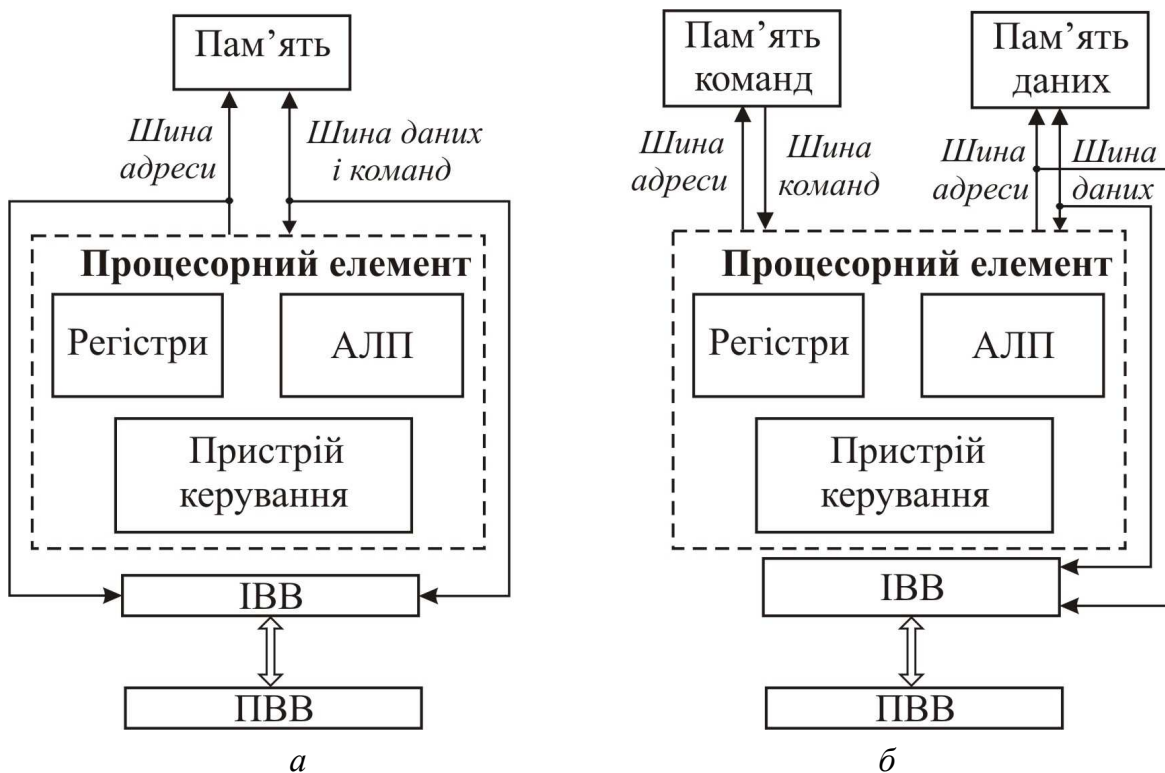 Пам’ять
Шина
адреси
Шина даних
і команд
Процесорний елемент
Регістри
АЛП
Пристрій
керування
ІВВ
ПВВ
а
Пам’ять
команд
Пам’ять
даних
Шина
адреси
Шина
команд
Шина
адреси
Шина
даних
Процесорний елемент
Регістри
АЛП
Пристрій
керування
ІВВ
ПВВ
б